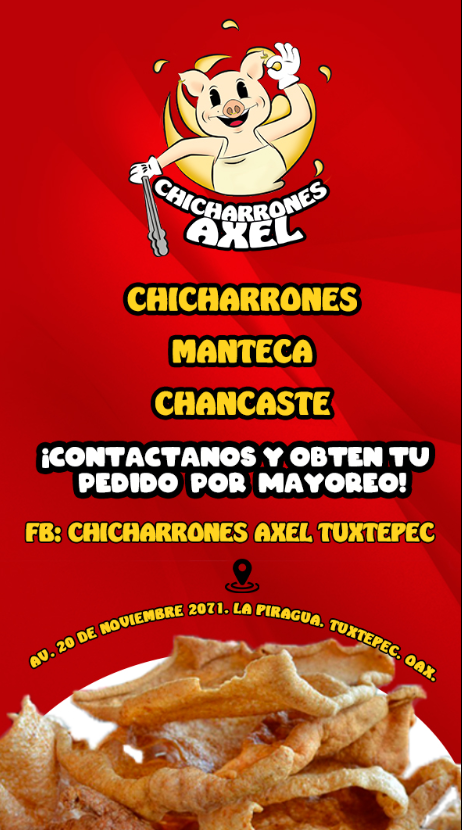 CHICHARRONES
AXEL
CHICHARRONES
MANTECA
CHANCASTE
¡CONTACTANOS Y OBTEN TU
PEDIDO POR MAYOREO!
FB: CHICHARRONES AXEL TUXTEPEC
AV. 20 DE NOVIEMBRE 2071. LA PIRAGUA. TUXTEPEC. OAX.